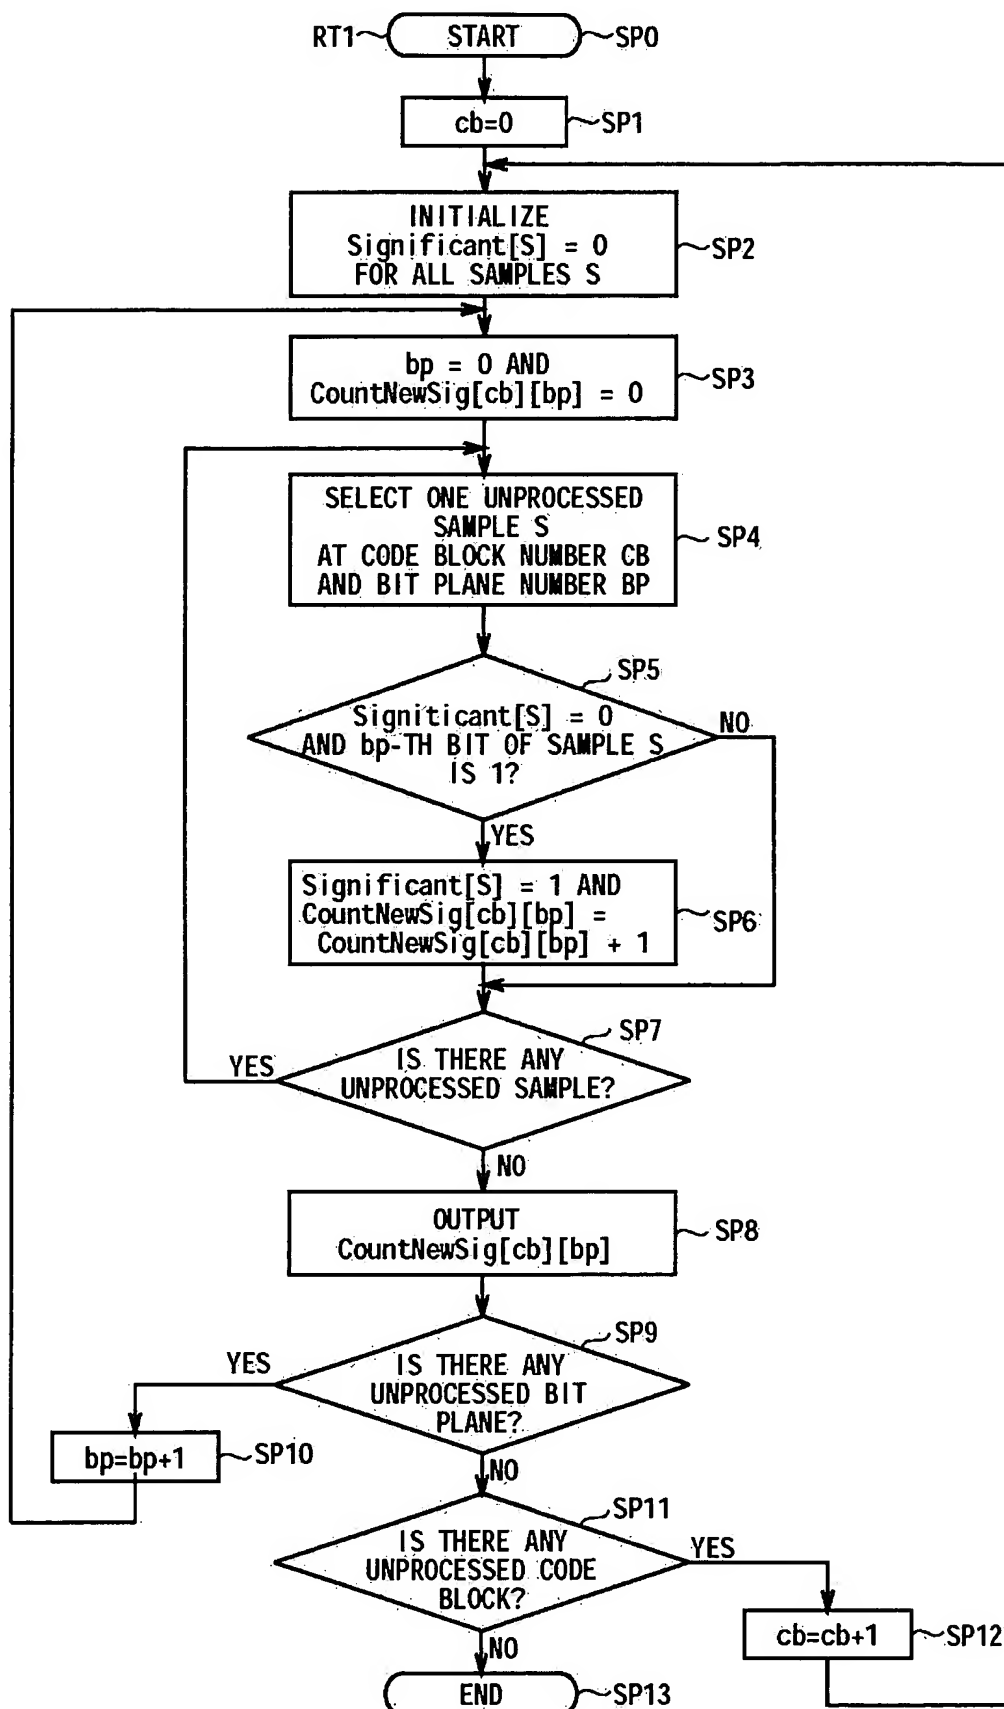 RT1
START
SP0
cb=0
SP1
INITIALIZE
Significant[S] = 0
FOR ALL SAMPLES S
SP2
bp = 0 AND
CountNewSig[cb][bp] = 0
SP3
SELECT ONE UNPROCESSED
SAMPLE S
AT CODE BLOCK NUMBER CB
AND BIT PLANE NUMBER BP
SP4
SP5
Signiticant[S] = 0
AND bp-TH BIT OF SAMPLE S
IS 1?
NO
YES
Significant[S] = 1 AND
CountNewSig[cb][bp] =
CountNewSig[cb][bp] + 1
SP6
SP7
IS THERE ANY
UNPROCESSED SAMPLE?
YES
NO
OUTPUT
CountNewSig[cb][bp]
SP8
SP9
YES
IS THERE ANY
UNPROCESSED BIT
PLANE?
bp=bp+1
SP10
NO
SP11
IS THERE ANY
UNPROCESSED CODE
BLOCK?
YES
cb=cb+1
SP12
NO
END
SP13